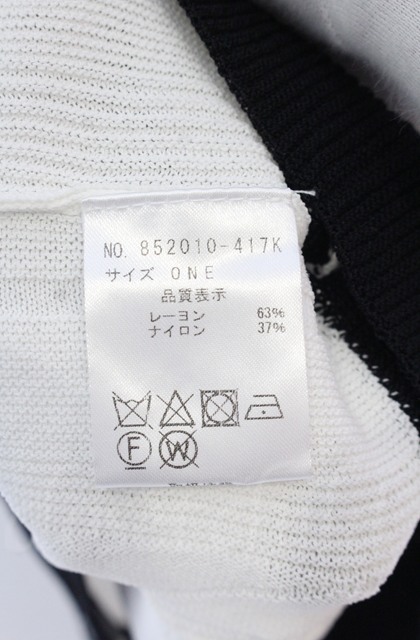 NO. 852010-417K
サイズ ONE
品質表示
レーヨン 63%
ナイロン 37%
F W